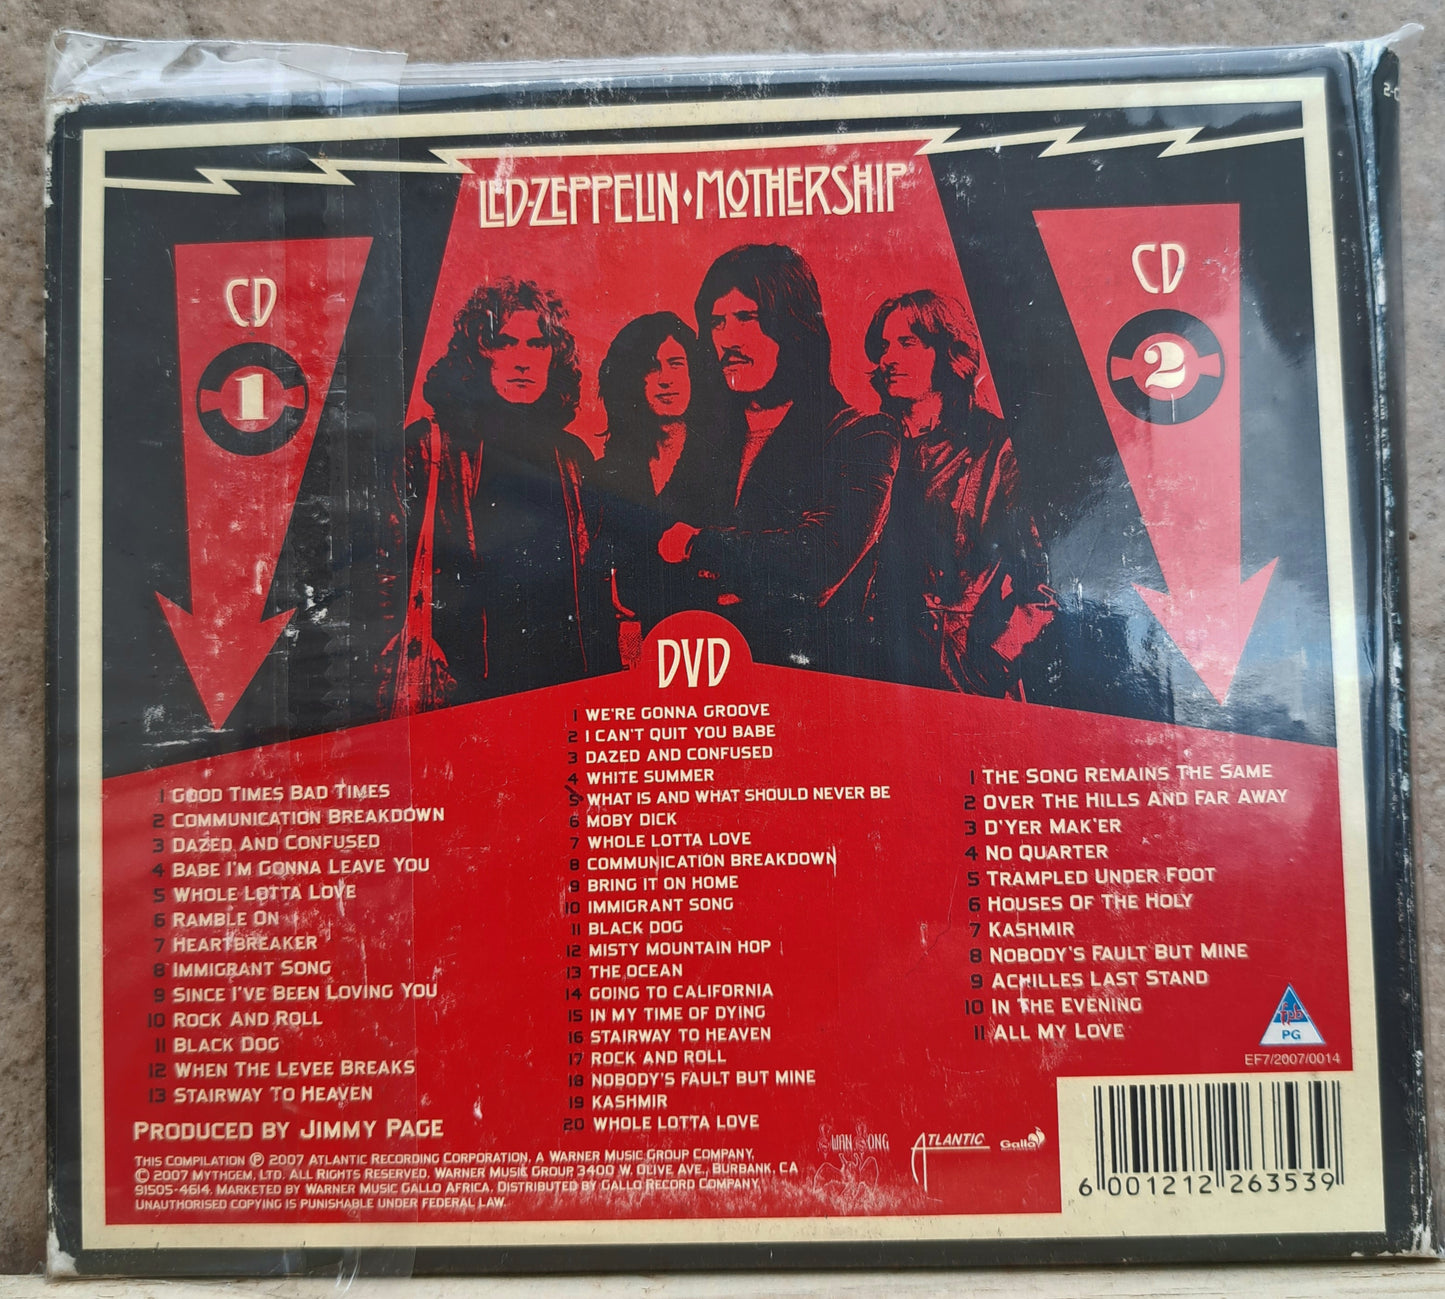 LED·ZEPPELIN·MOTHERSHIP
CD
1
1 GOOD TIMES BAD TIMES
2 COMMUNICATION BREAKDOWN
3 DAZED AND CONFUSED
4 BABE I'M GONNA LEAVE YOU
5 WHOLE LOTTA LOVE
6 RAMBLE ON
7 HEARTBREAKER
8 IMMIGRANT SONG
9 SINCE I'VE BEEN LOVING YOU
10 ROCK AND ROLL
11 BLACK DOG
12 WHEN THE LEVEE BREAKS
13 STAIRWAY TO HEAVEN
DVD
1 WE'RE GONNA GROOVE
2 I CAN'T QUIT YOU BABE
3 DAZED AND CONFUSED
4 WHITE SUMMER
5 WHAT IS AND WHAT SHOULD NEVER BE
6 MOBY DICK
7 WHOLE LOTTA LOVE
8 COMMUNICATION BREAKDOWN
9 BRING IT ON HOME
10 IMMIGRANT SONG
11 BLACK DOG
12 MISTY MOUNTAIN HOP
13 THE OCEAN
14 GOING TO CALIFORNIA
15 IN MY TIME OF DYING
16 STAIRWAY TO HEAVEN
17 ROCK AND ROLL
18 NOBODY'S FAULT BUT MINE
19 KASHMIR
20 WHOLE LOTTA LOVE
CD
2
1 THE SONG REMAINS THE SAME
2 OVER THE HILLS AND FAR AWAY
3 D'YER MAK'ER
4 NO QUARTER
5 TRAMPLED UNDER FOOT
6 HOUSES OF THE HOLY
7 KASHMIR
8 NOBODY'S FAULT BUT MINE
9 ACHILLES LAST STAND
10 IN THE EVENING
11 ALL MY LOVE
fpb
PG
EF7/2007/0014
PRODUCED BY JIMMY PAGE
THIS COMPILATION ℗ 2007 ATLANTIC RECORDING CORPORATION, A WARNER MUSIC GROUP COMPANY.
© 2007 MYTHGEM, LTD. ALL RIGHTS RESERVED. WARNER MUSIC GROUP, 3400 W. OLIVE AVE., BURBANK, CA
91505-4614. MARKETED BY WARNER MUSIC GALLO AFRICA. DISTRIBUTED BY GALLO RECORD COMPANY.
UNAUTHORISED COPYING IS PUNISHABLE UNDER FEDERAL LAW.
SWAN SONG
ATLANTIC
Gallo
6 001212 263539